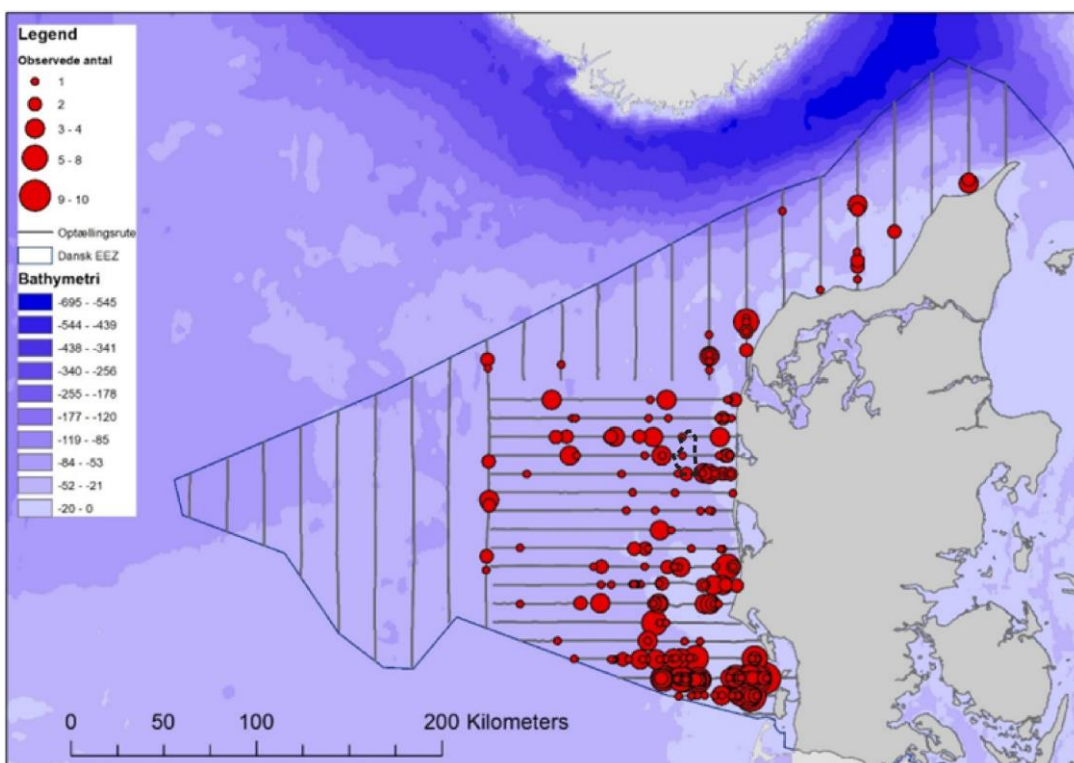 Legend
Observede antal
1
2
3 - 4
5 - 8
9 - 10
Optællingsrute
Dansk EEZ
Bathymetri
-695 - -545
-544 - -439
-438 - -341
-340 - -256
-255 - -178
-177 - -120
-119 - -85
-84 - -53
-52 - -21
-20 - 0
0 50 100 200 Kilometers